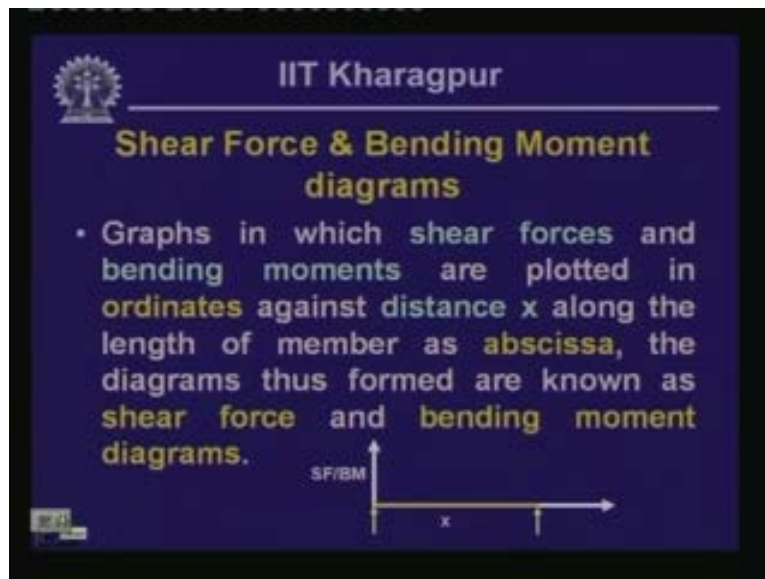 IIT Kharagpur
Shear Force & Bending Moment
diagrams
• Graphs in which shear forces and
bending moments are plotted in
ordinates against distance x along the
length of member as abscissa, the
diagrams thus formed are known as
shear force and bending moment
diagrams.
SF/BM
x